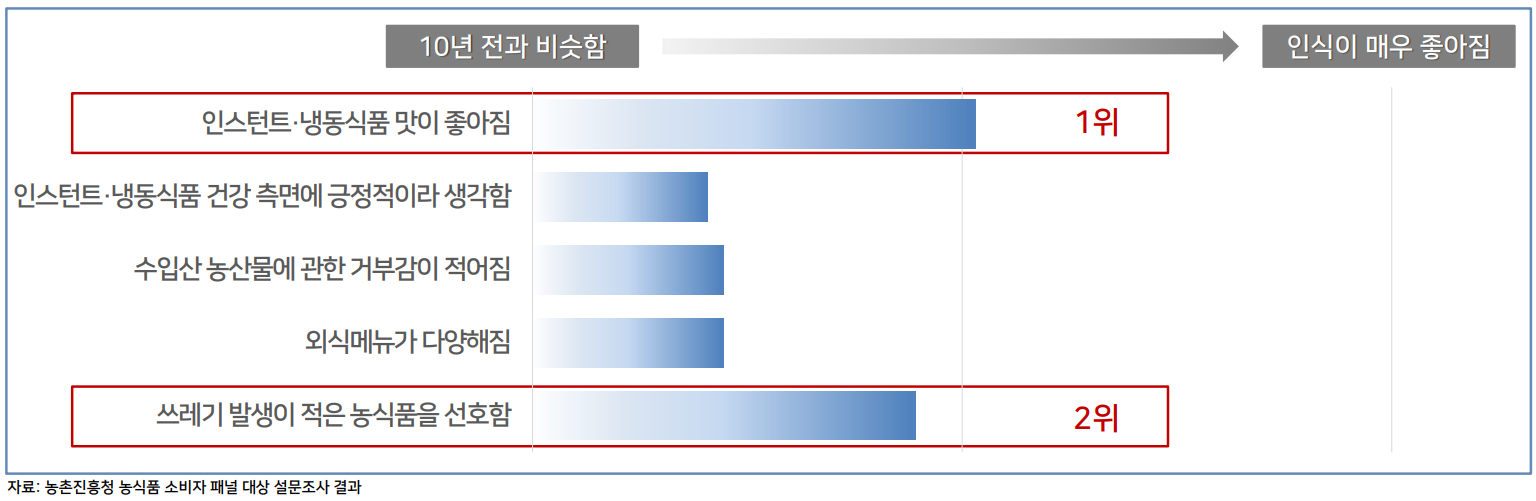 10년 전과 비슷함
인식이 매우 좋아짐
인스턴트·냉동식품 맛이 좋아짐
1위
인스턴트·냉동식품 건강 측면에 긍정적이라 생각함
수입산 농산물에 관한 거부감이 적어짐
외식메뉴가 다양해짐
쓰레기 발생이 적은 농식품을 선호함
2위
자료: 농촌진흥청 농식품 소비자 패널 대상 설문조사 결과